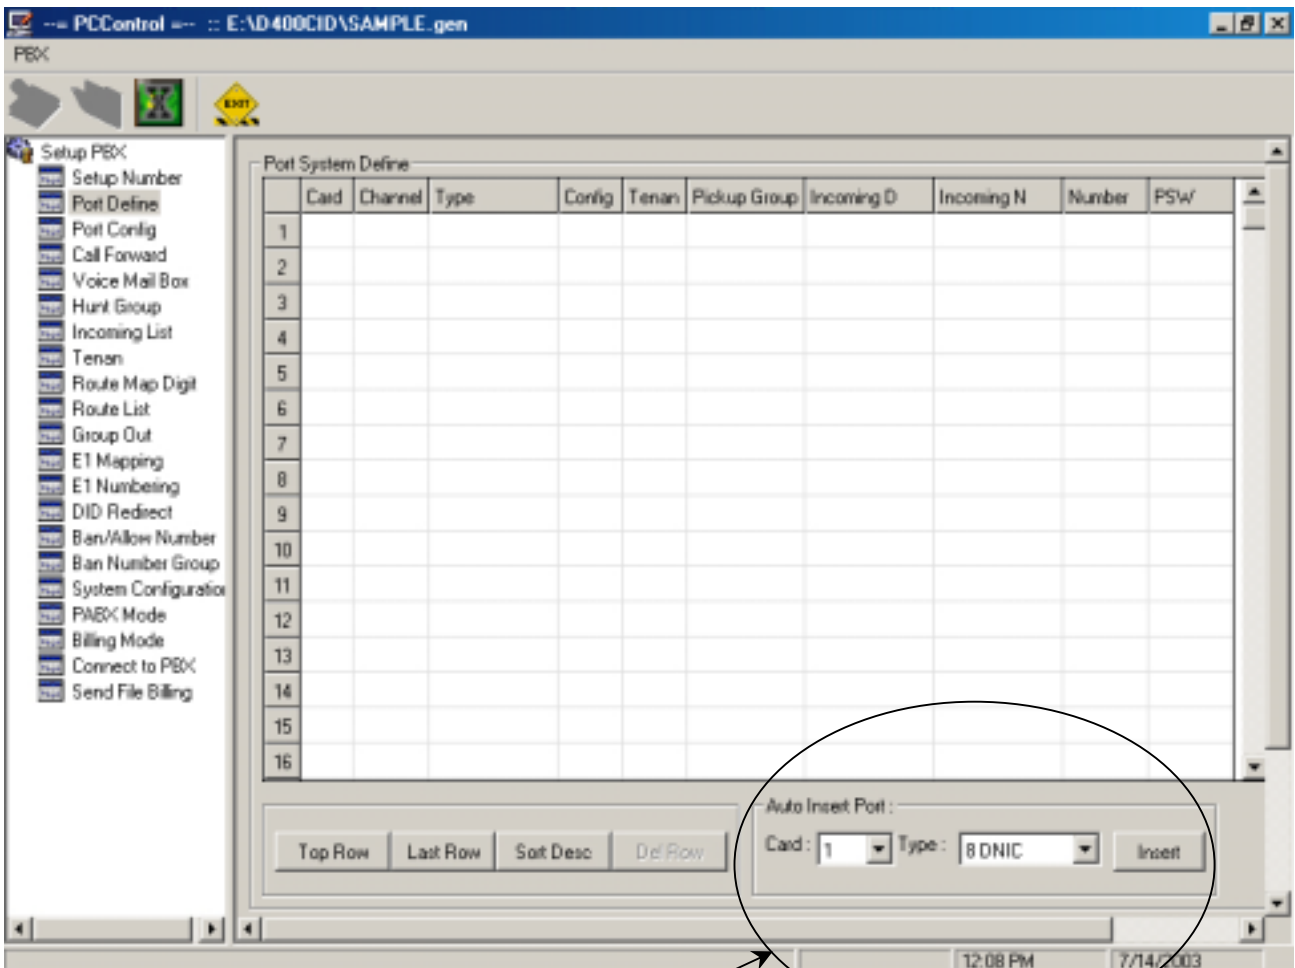 --= PCControl =-- :: E:\D400CID\SAMPLE.gen
PBX
EXIT
Setup PBX
Setup Number
Port Define
Port Config
Call Forward
Voice Mail Box
Hunt Group
Incoming List
Tenan
Route Map Digit
Route List
Group Out
E1 Mapping
E1 Numbering
DID Redirect
Ban/Allow Number
Ban Number Group
System Configuration
PABX Mode
Billing Mode
Connect to PBX
Send File Billing
Port System Define
Card Channel Type Config Tenan Pickup Group Incoming D Incoming N Number PSW
1
2
3
4
5
6
7
8
9
10
11
12
13
14
15
16
Top Row Last Row Sort Desc Del Row
Auto Insert Port :
Card : 1 Type : 8 DNIC Insert
12:08 PM 7/14/2003